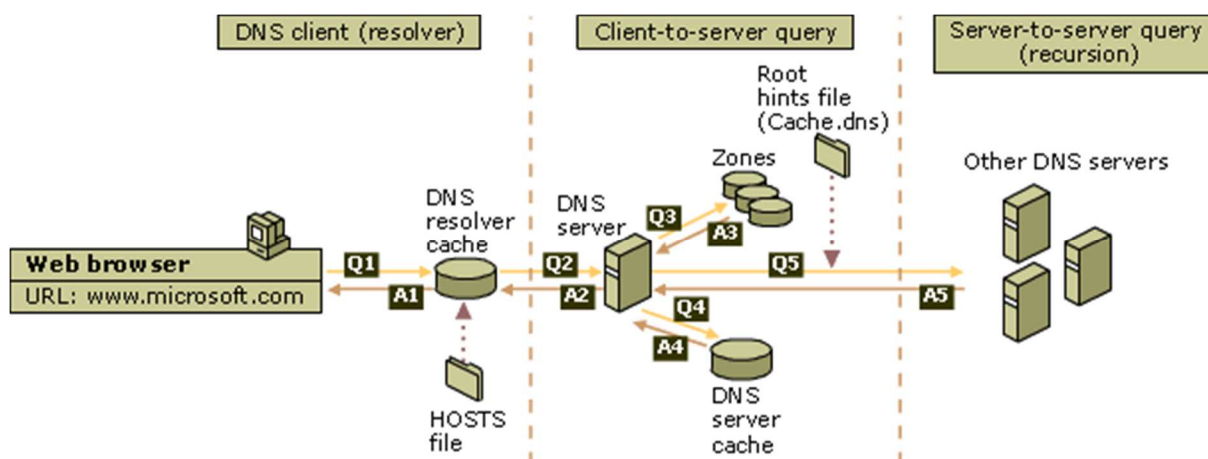 DNS client (resolver)
Client-to-server query
Server-to-server query
(recursion)
Root
hints file
(Cache.dns)
Zones
Other DNS servers
DNS
resolver
cache
DNS
server
Q3
A3
Web browser
URL: www.microsoft.com
Q1
A1
Q2
A2
Q5
A5
Q4
A4
HOSTS
file
DNS
server
cache